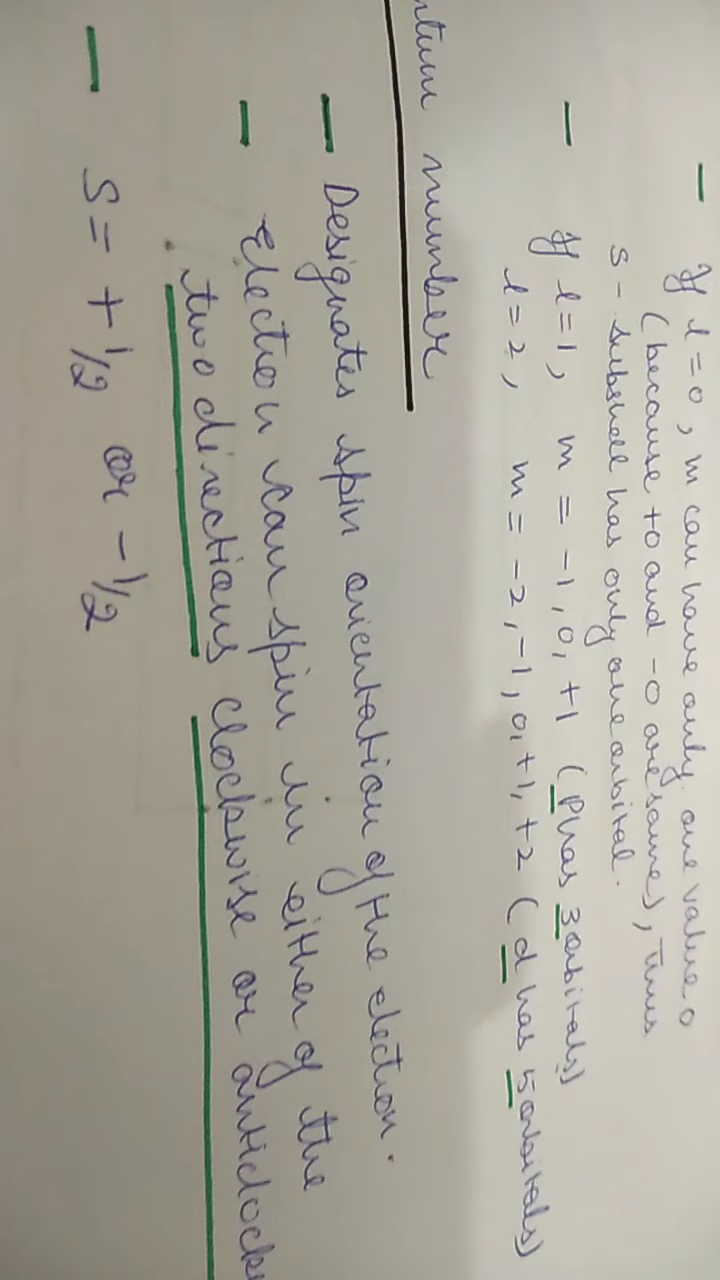 - If l=0, m can have only one value 0
(because +0 and -0 are same), Thus
s-subshell has only one orbital.
- If l=1, m = -1, 0, +1 (P has 3 orbitals)
l=2, m = -2, -1, 0, +1, +2 (d has 5 orbitals)
ntum number
- Designates spin orientation of the electron.
- Electron can spin in either of the
two directions clockwise or anticlock
- S = + 1/2 or - 1/2